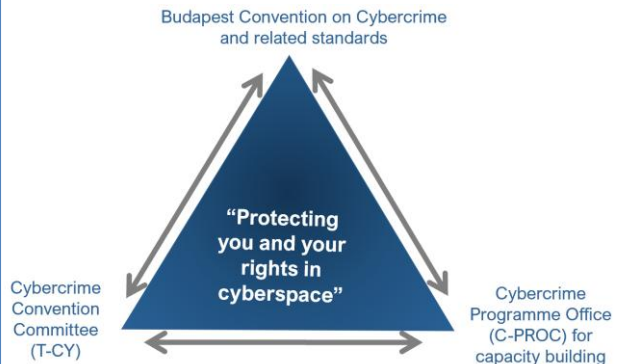 Budapest Convention on Cybercrime
and related standards
“Protecting
you and your
rights in
cyberspace”
Cybercrime
Convention
Committee
(T-CY)
Cybercrime
Programme Office
(C-PROC) for
capacity building